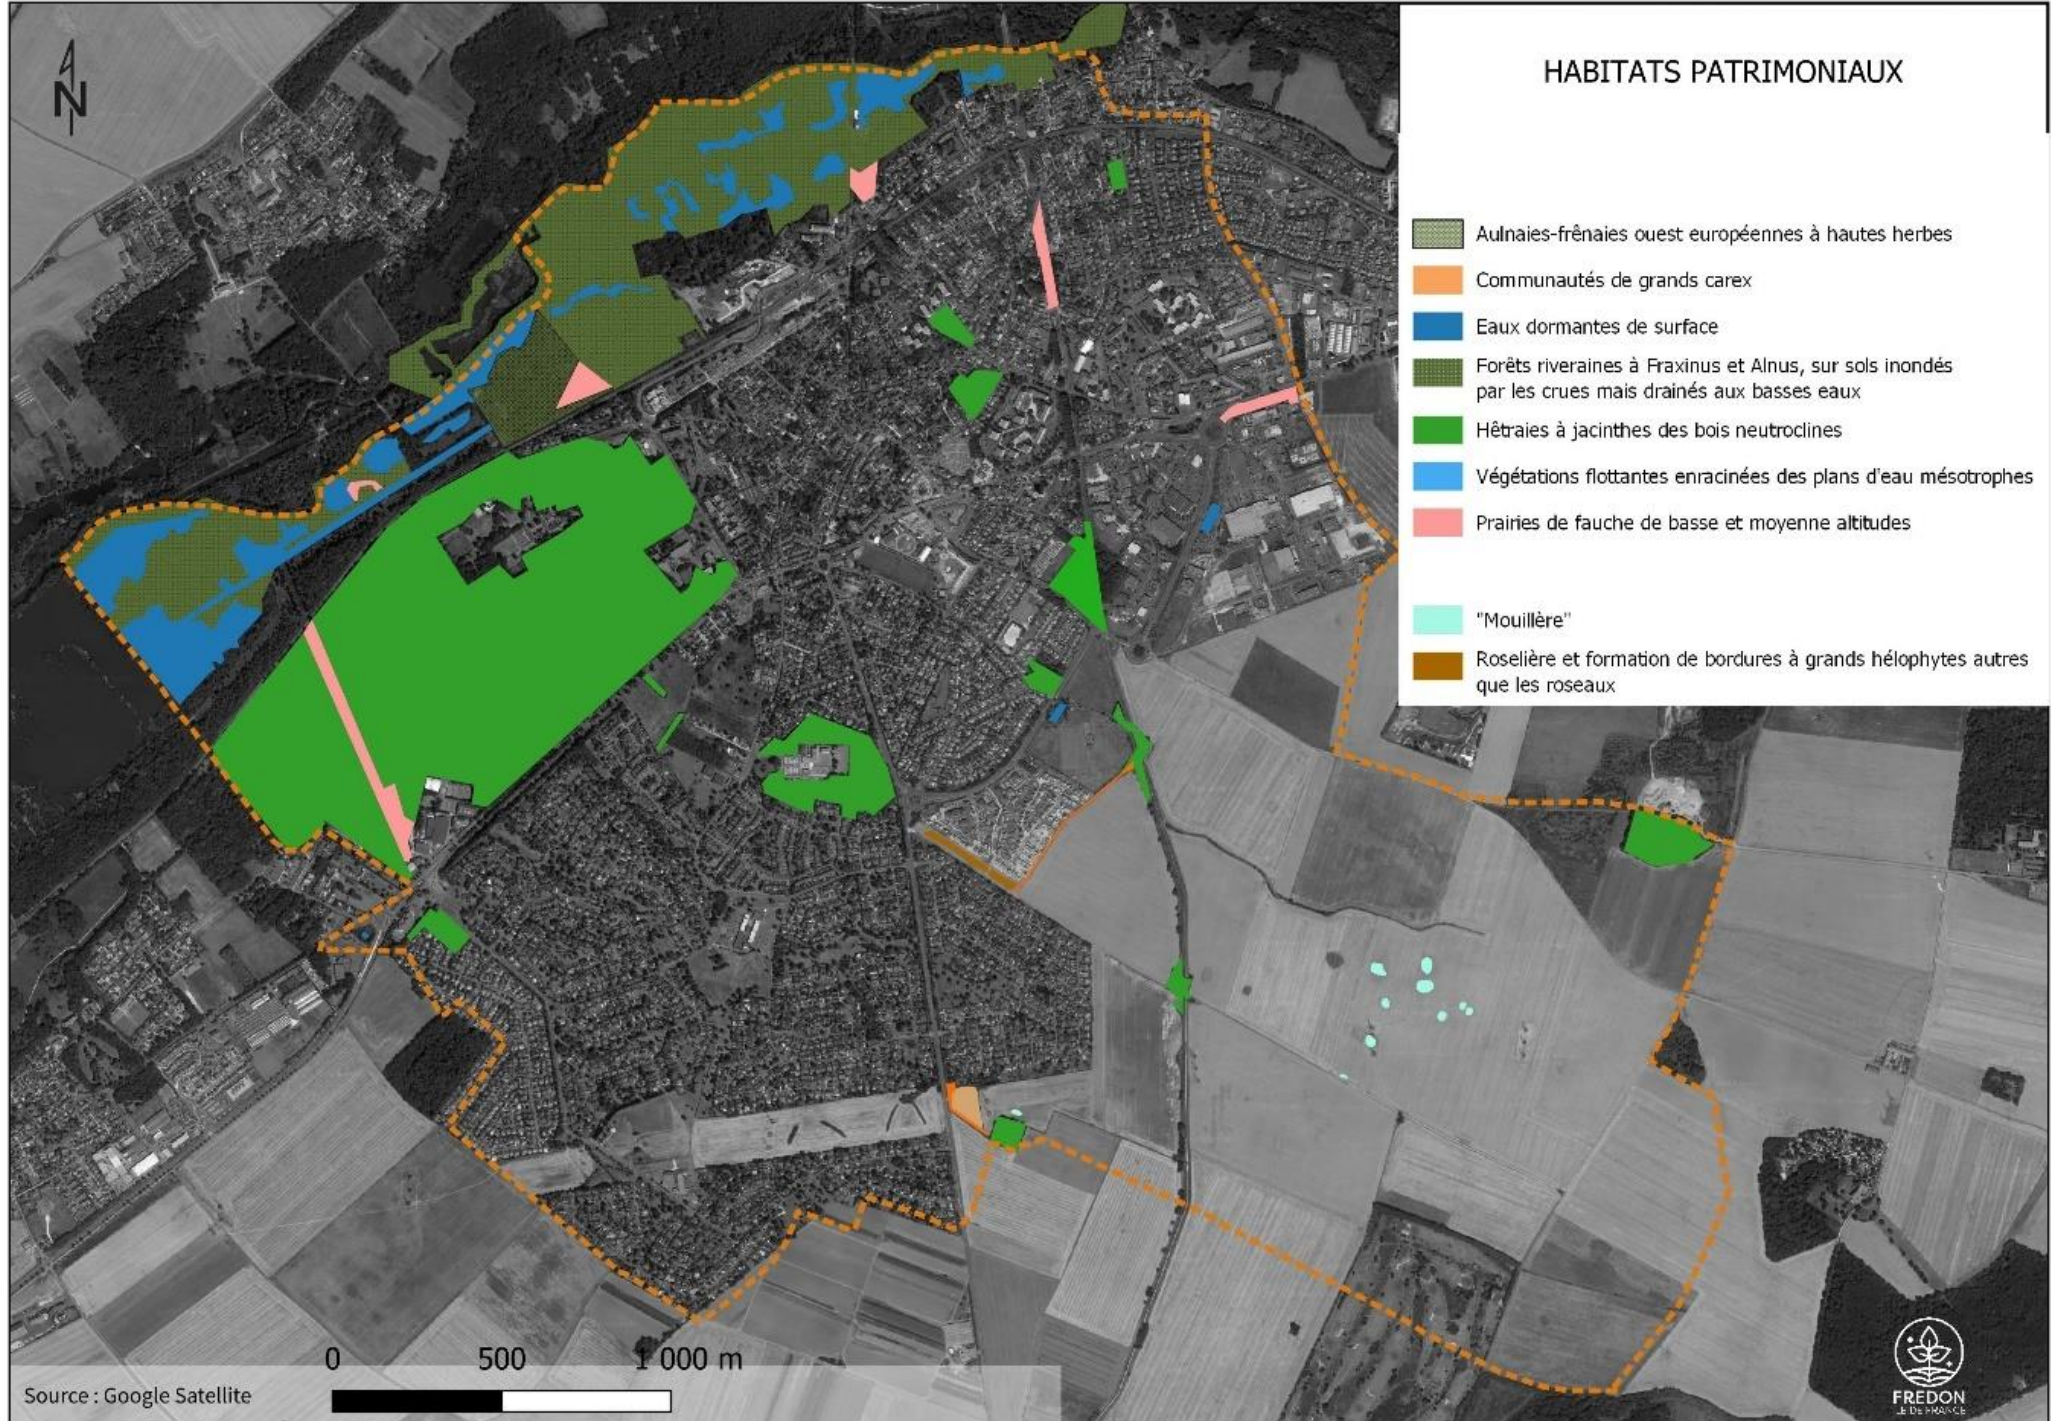 HABITATS PATRIMONIAUX
N
Aulnaies-frênaies ouest européennes à hautes herbes
Communautés de grands carex
Eaux dormantes de surface
Forêts riveraines à Fraxinus et Alnus, sur sols inondés
par les crues mais drainés aux basses eaux
Hêtraies à jacinthes des bois neutroclines
Végétations flottantes enracinées des plans d'eau mésotrophes
Prairies de fauche de basse et moyenne altitudes
"Mouillère"
Roselière et formation de bordures à grands hélophytes autres
que les roseaux
0 500 1 000 m
Source : Google Satellite
FREDON
ILE DE FRANCE